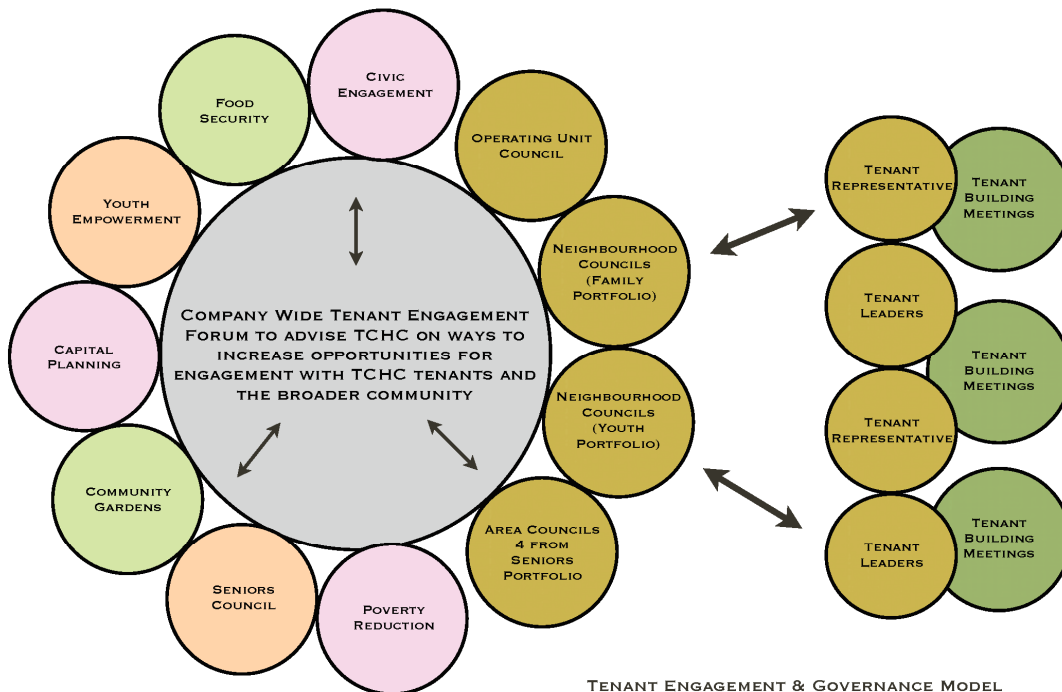 Civic
Engagement
Food
Security
Operating Unit
Council
Youth
Empowerment
Neighbourhood
Councils
(Family
Portfolio)
Capital
Planning
Company Wide Tenant Engagement
Forum to advise TCHC on ways to
increase opportunities for
engagement with TCHC tenants and
the broader community
Neighbourhood
Councils
(Youth
Portfolio)
Community
Gardens
Area Councils
4 from
Seniors
Portfolio
Seniors
Council
Poverty
Reduction
Tenant
Representative
Tenant
Building
Meetings
Tenant
Leaders
Tenant
Building
Meetings
Tenant
Representative
Tenant
Leaders
Tenant
Building
Meetings
Tenant Engagement & Governance Model